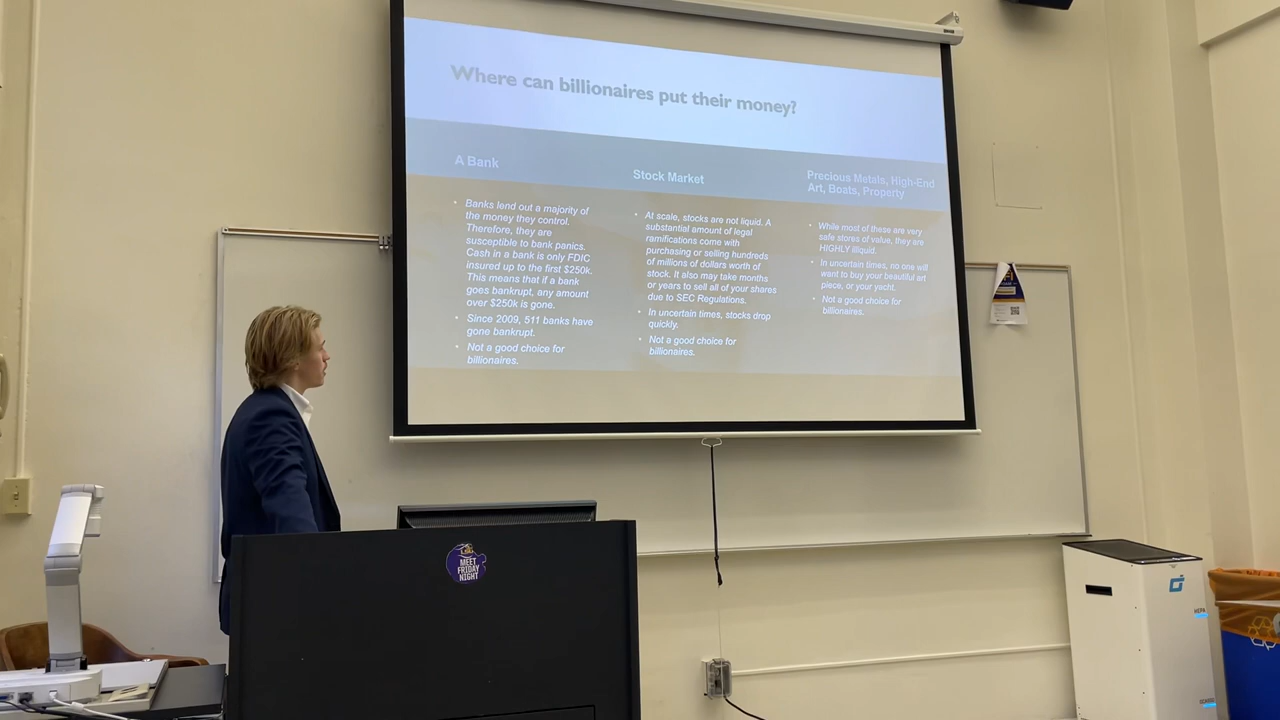 Where can billionaires put their money?
A Bank
• Banks lend out a majority of
the money they control.
Therefore, they are
susceptible to bank panics.
Cash in a bank is only FDIC
insured up to the first $250k.
This means that if a bank
goes bankrupt, any amount
over $250k is gone.
• Since 2009, 511 banks have
gone bankrupt.
• Not a good choice for
billionaires.
Stock Market
• At scale, stocks are not liquid. A
substantial amount of legal
ramifications come with
purchasing or selling hundreds
of millions of dollars worth of
stock. It also may take months
or years to sell all of your shares
due to SEC Regulations.
• In uncertain times, stocks drop
quickly.
• Not a good choice for
billionaires.
Precious Metals, High-End
Art, Boats, Property
• While most of these are very
safe stores of value, they are
HIGHLY illiquid.
• In uncertain times, no one will
want to buy your beautiful art
piece, or your yacht.
• Not a good choice for
billionaires.
LSU
MEET
FRIDAY
NIGHT
HEPA